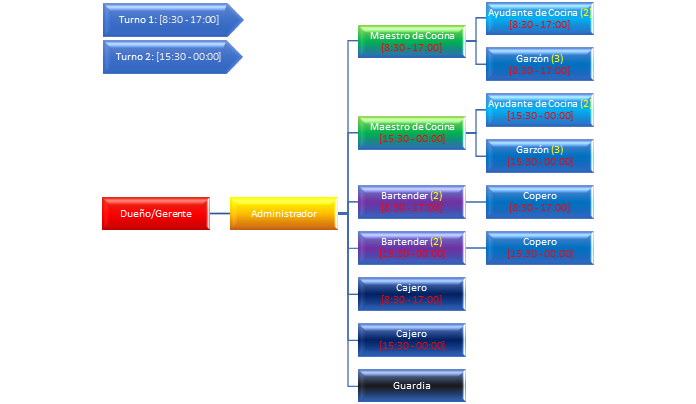 Turno 1: [8:30 - 17:00]
Turno 2: [15:30 - 00:00]
Dueño/Gerente
Administrador
Maestro de Cocina
[8:30 - 17:00]
Ayudante de Cocina (2)
[8:30 - 17:00]
Garzón (3)
[8:30 - 17:00]
Maestro de Cocina
[15:30 - 00:00]
Ayudante de Cocina (2)
[15:30 - 00:00]
Garzón (3)
[15:30 - 00:00]
Bartender (2)
[8:30 - 17:00]
Copero
[8:30 - 17:00]
Bartender (2)
[15:30 - 00:00]
Copero
[15:30 - 00:00]
Cajero
[8:30 - 17:00]
Cajero
[15:30 - 00:00]
Guardia